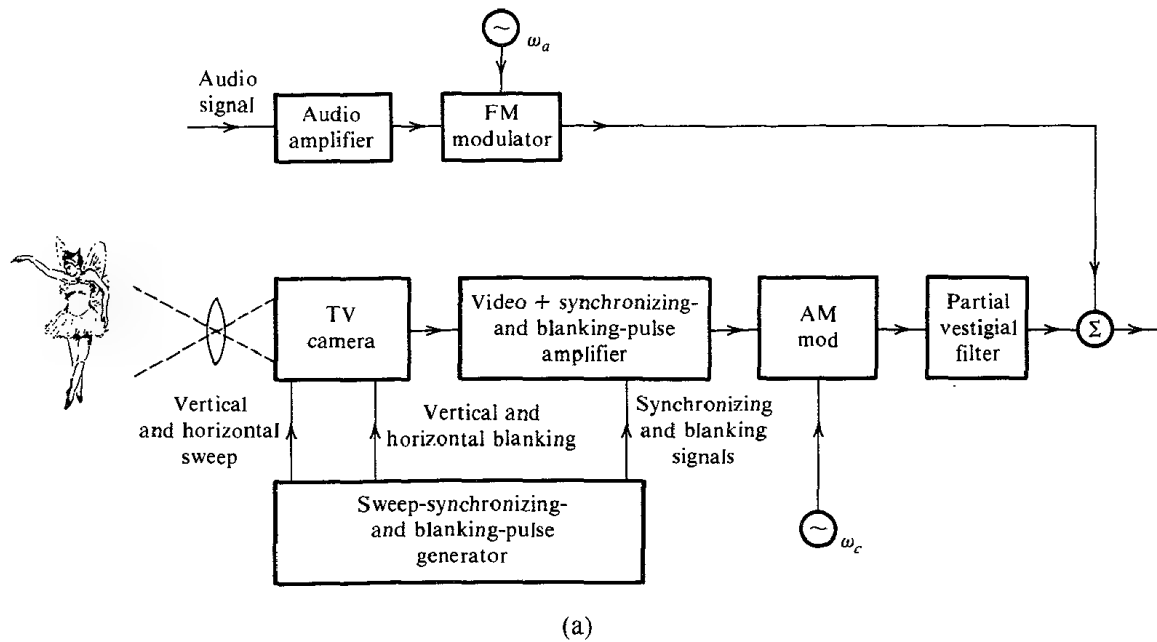 ω_a
Audio
signal
Audio
amplifier
FM
modulator
TV
camera
Video + synchronizing-
and blanking-pulse
amplifier
AM
mod
Partial
vestigial
filter
Σ
Vertical
and horizontal
sweep
Vertical and
horizontal blanking
Synchronizing
and blanking
signals
Sweep-synchronizing-
and blanking-pulse
generator
ω_c
(a)